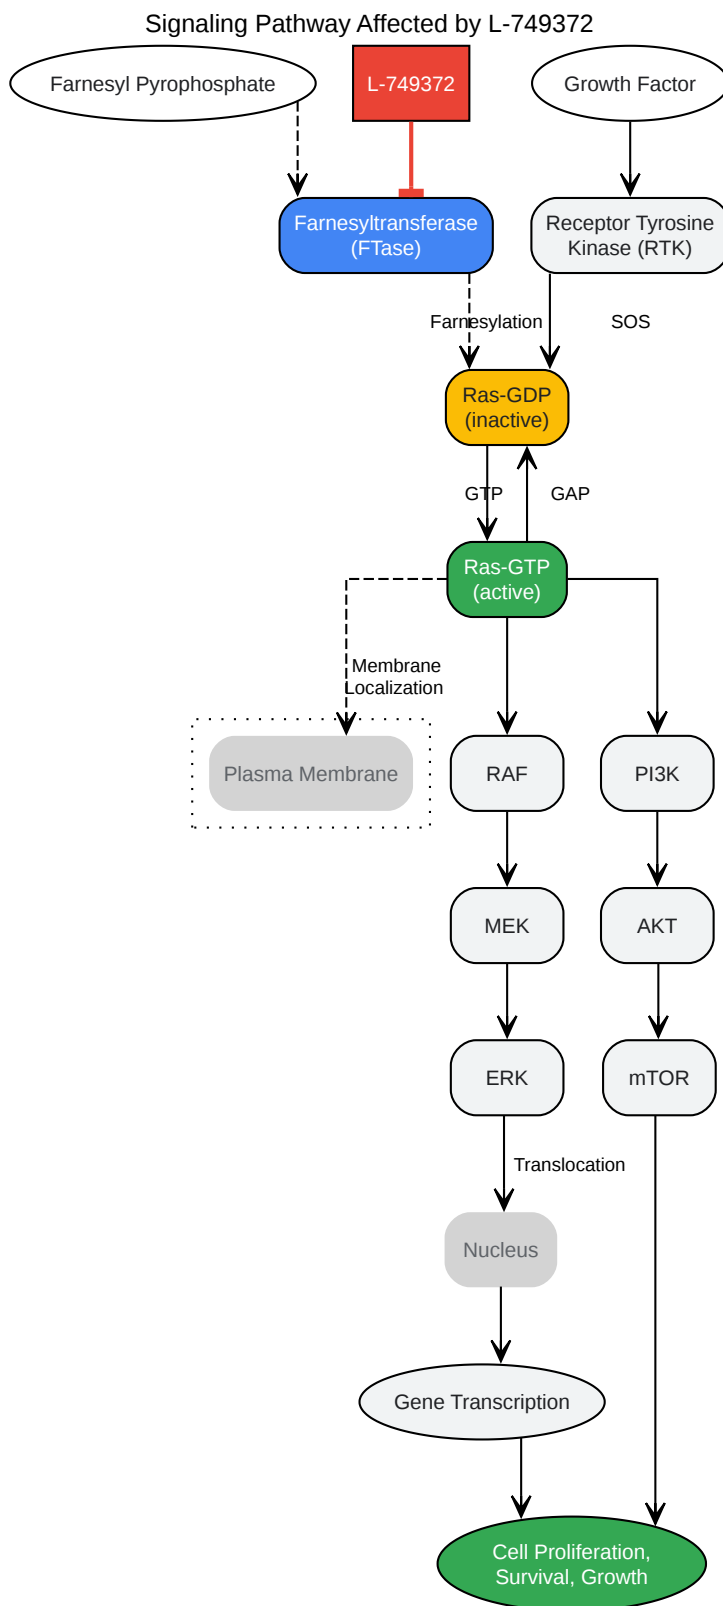 Signaling Pathway Affected by L-749372
Farnesyl Pyrophosphate
L-749372
Growth Factor
Farnesyltransferase
(FTase)
Receptor Tyrosine
Kinase (RTK)
Farnesylation
SOS
Ras-GDP
(inactive)
GTP
GAP
Ras-GTP
(active)
Membrane
Localization
Plasma Membrane
RAF
PI3K
MEK
AKT
ERK
mTOR
Translocation
Nucleus
Gene Transcription
Cell Proliferation,
Survival, Growth